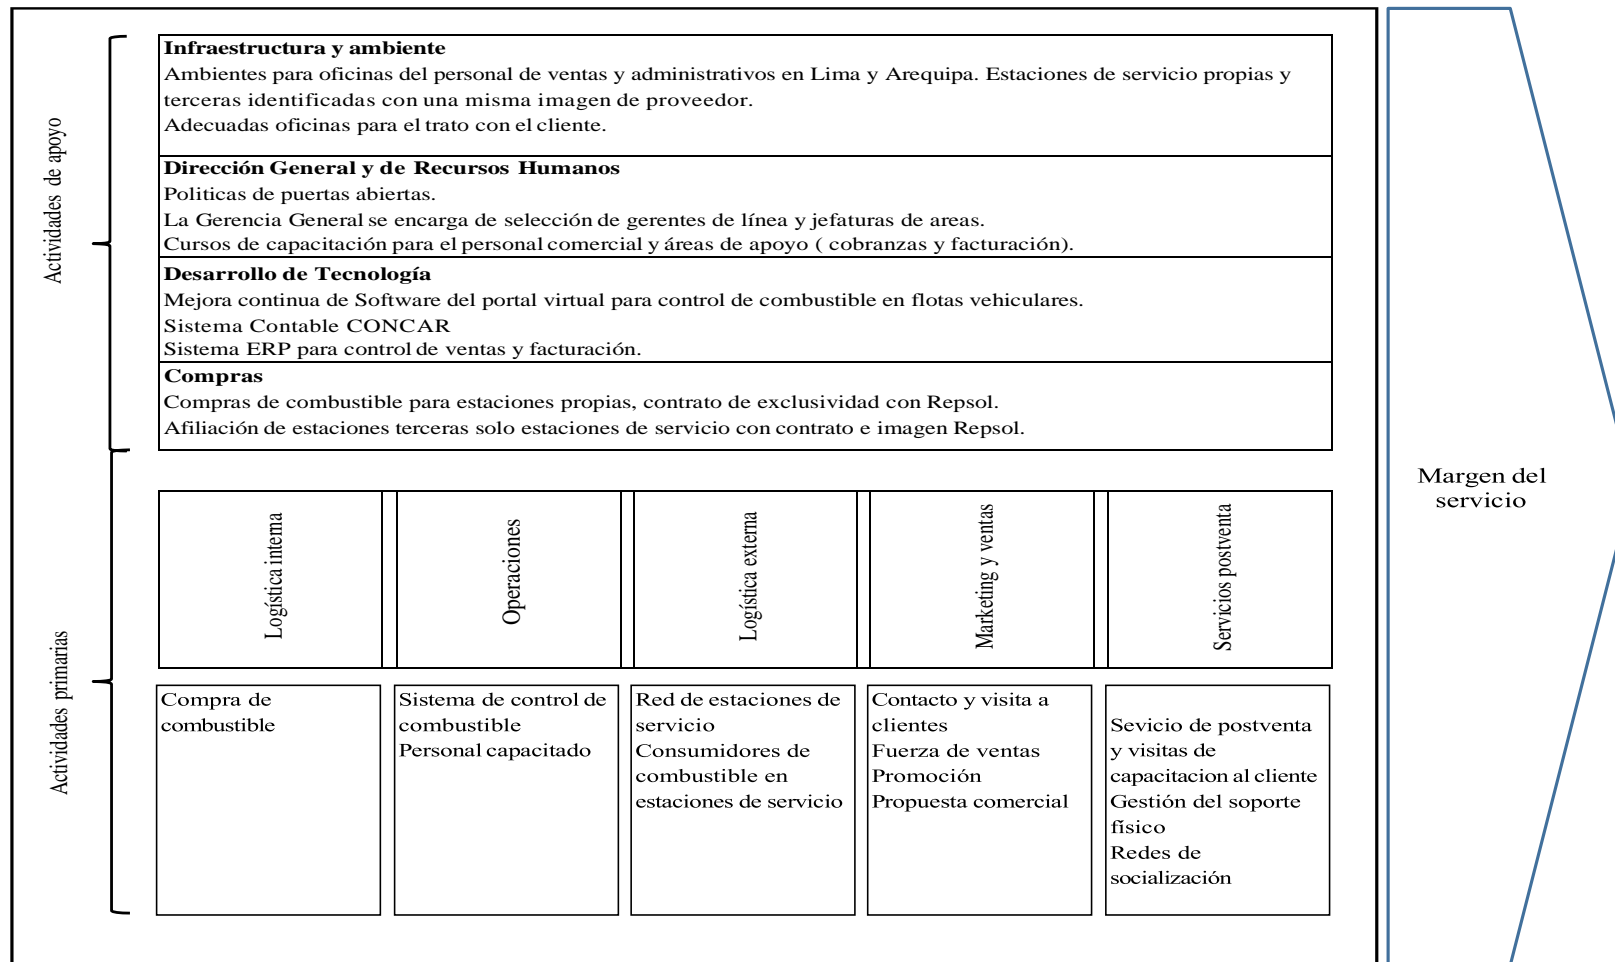 Actividades de apoyo
Infraestructura y ambiente
Ambientes para oficinas del personal de ventas y administrativos en Lima y Arequipa. Estaciones de servicio propias y
terceras identificadas con una misma imagen de proveedor.
Adecuadas oficinas para el trato con el cliente.
Dirección General y de Recursos Humanos
Politicas de puertas abiertas.
La Gerencia General se encarga de selección de gerentes de línea y jefaturas de areas.
Cursos de capacitación para el personal comercial y áreas de apoyo ( cobranzas y facturación).
Desarrollo de Tecnología
Mejora continua de Software del portal virtual para control de combustible en flotas vehiculares.
Sistema Contable CONCAR
Sistema ERP para control de ventas y facturación.
Compras
Compras de combustible para estaciones propias, contrato de exclusividad con Repsol.
Afiliación de estaciones terceras solo estaciones de servicio con contrato e imagen Repsol.
Actividades primarias
Logística interna
Operaciones
Logística externa
Marketing y ventas
Servicios postventa
Compra de
combustible
Sistema de control de
combustible
Personal capacitado
Red de estaciones de
servicio
Consumidores de
combustible en
estaciones de servicio
Contacto y visita a
clientes
Fuerza de ventas
Promoción
Propuesta comercial
Sevicio de postventa
y visitas de
capacitacion al cliente
Gestión del soporte
físico
Redes de
socialización
Margen del
servicio